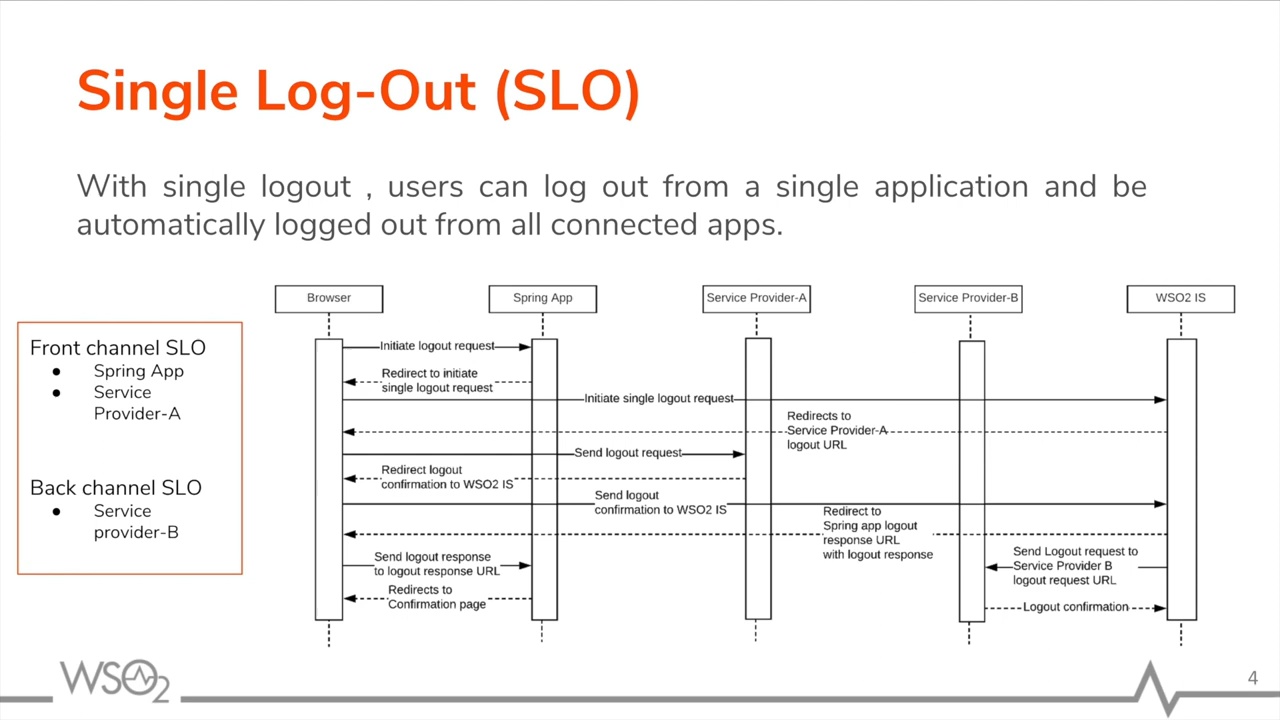 Single Log-Out (SLO)
With single logout , users can log out from a single application and be
automatically logged out from all connected apps.
Front channel SLO
● Spring App
● Service
Provider-A
Back channel SLO
● Service
provider-B
Browser
Spring App
Service Provider-A
Service Provider-B
WSO2 IS
Initiate logout request
Redirect to initiate
single logout request
Initiate single logout request
Redirects to
Service Provider-A
logout URL
Send logout request
Redirect logout
confirmation to WSO2 IS
Send logout
confirmation to WSO2 IS
Redirect to
Spring app logout
response URL
with logout response
Send Logout request to
Service Provider B
logout request URL
Send logout response
to logout response URL
Redirects to
Confirmation page
Logout confirmation
WSO2
4